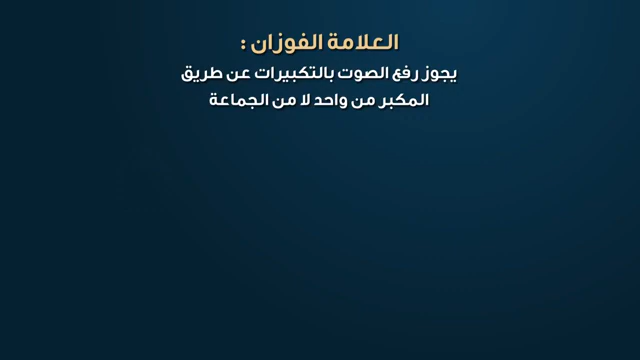 العلامة الفوزان :
يجوز رفع الصوت بالتكبيرات عن طريق
المكبر من واحد لا من الجماعة